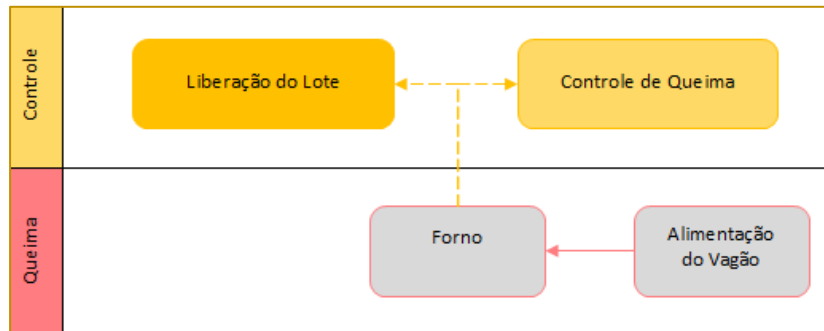 Controle
Liberação do Lote
Controle de Queima
Queima
Forno
Alimentação
do Vagão